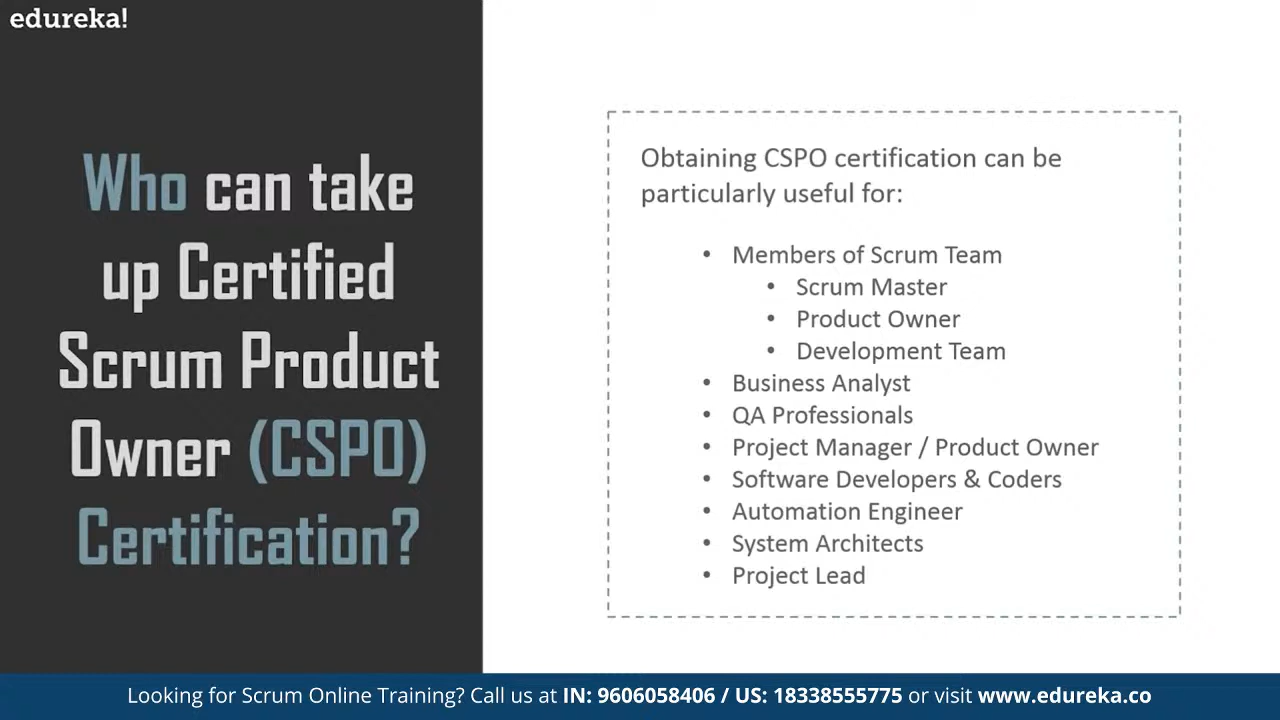 edureka!
Who can take
up Certified
Scrum Product
Owner (CSPO)
Certification?
Obtaining CSPO certification can be
particularly useful for:
• Members of Scrum Team
• Scrum Master
• Product Owner
• Development Team
• Business Analyst
• QA Professionals
• Project Manager / Product Owner
• Software Developers & Coders
• Automation Engineer
• System Architects
• Project Lead
Looking for Scrum Online Training? Call us at IN: 9606058406 / US: 18338555775 or visit www.edureka.co